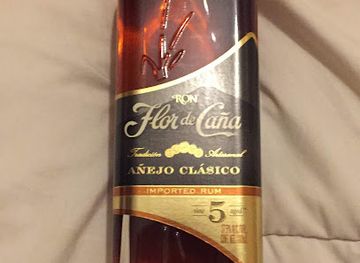 RON
Flor de Caña
Tradición Artesanal
AÑEJO CLÁSICO
IMPORTED RUM
5